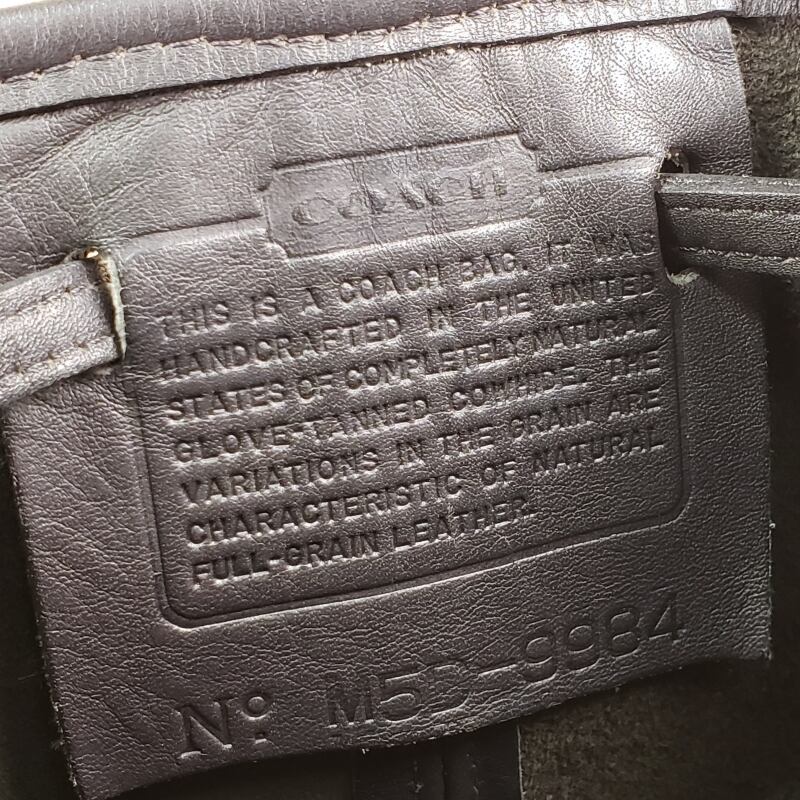 COACH
THIS IS A COACH BAG. IT WAS
HANDCRAFTED IN THE UNITED
STATES OF COMPLETELY NATURAL
GLOVE-TANNED COWHIDE. THE
VARIATIONS IN THE GRAIN ARE
CHARACTERISTIC OF NATURAL
FULL-GRAIN LEATHER.
Nº M5D-9984